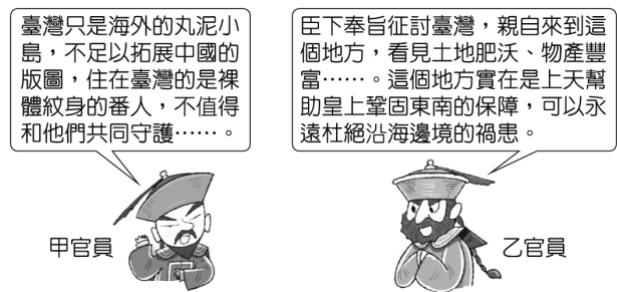 臺灣只是海外的丸泥小
島，不足以拓展中國的
版圖，住在臺灣的是裸
體紋身的番人，不值得
和他們共同守護……。
臣下奉旨征討臺灣，親自來到這
個地方，看見土地肥沃、物產豐
富……。這個地方實在是上天幫
助皇上鞏固東南的保障，可以永
遠杜絕沿海邊境的禍患。
甲官員
乙官員